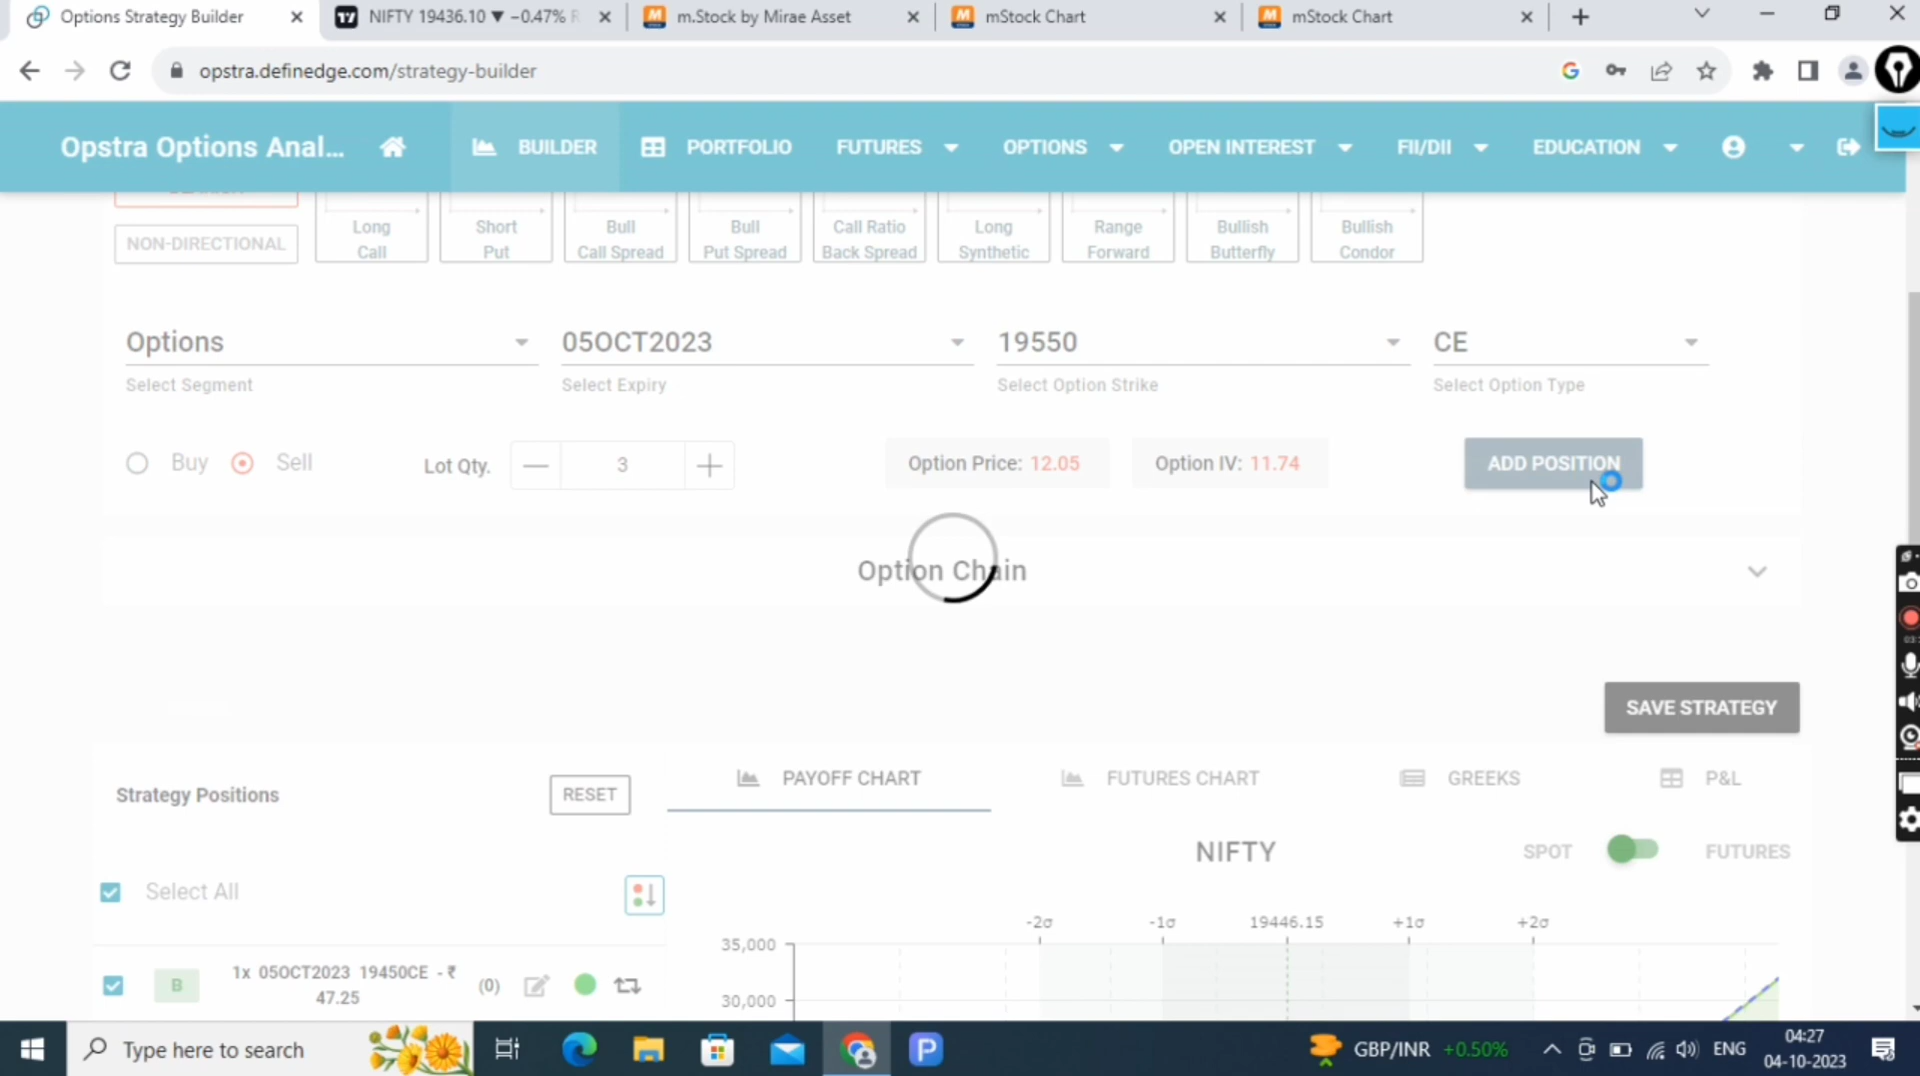 Options Strategy Builder
NIFTY 19436.10 ▼ −0.47%
m.Stock by Mirae Asset
mStock Chart
mStock Chart
opstra.definedge.com/strategy-builder
Opstra Options Anal...
BUILDER
PORTFOLIO
FUTURES
OPTIONS
OPEN INTEREST
FII/DII
EDUCATION
NON-DIRECTIONAL
Long
Call
Short
Put
Bull
Call Spread
Bull
Put Spread
Call Ratio
Back Spread
Long
Synthetic
Range
Forward
Bullish
Butterfly
Bullish
Condor
Options
05OCT2023
19550
CE
Select Segment
Select Expiry
Select Option Strike
Select Option Type
Buy
Sell
Lot Qty.
3
Option Price: 12.05
Option IV: 11.74
ADD POSITION
Option Chain
SAVE STRATEGY
Strategy Positions
RESET
PAYOFF CHART
FUTURES CHART
GREEKS
P&L
NIFTY
SPOT
FUTURES
Select All
-2σ
-1σ
19446.15
+1σ
+2σ
35,000
30,000
B
1x 05OCT2023 19450CE - ₹
47.25
(0)
Type here to search
GBP/INR +0.50%
ENG
04:27
04-10-2023